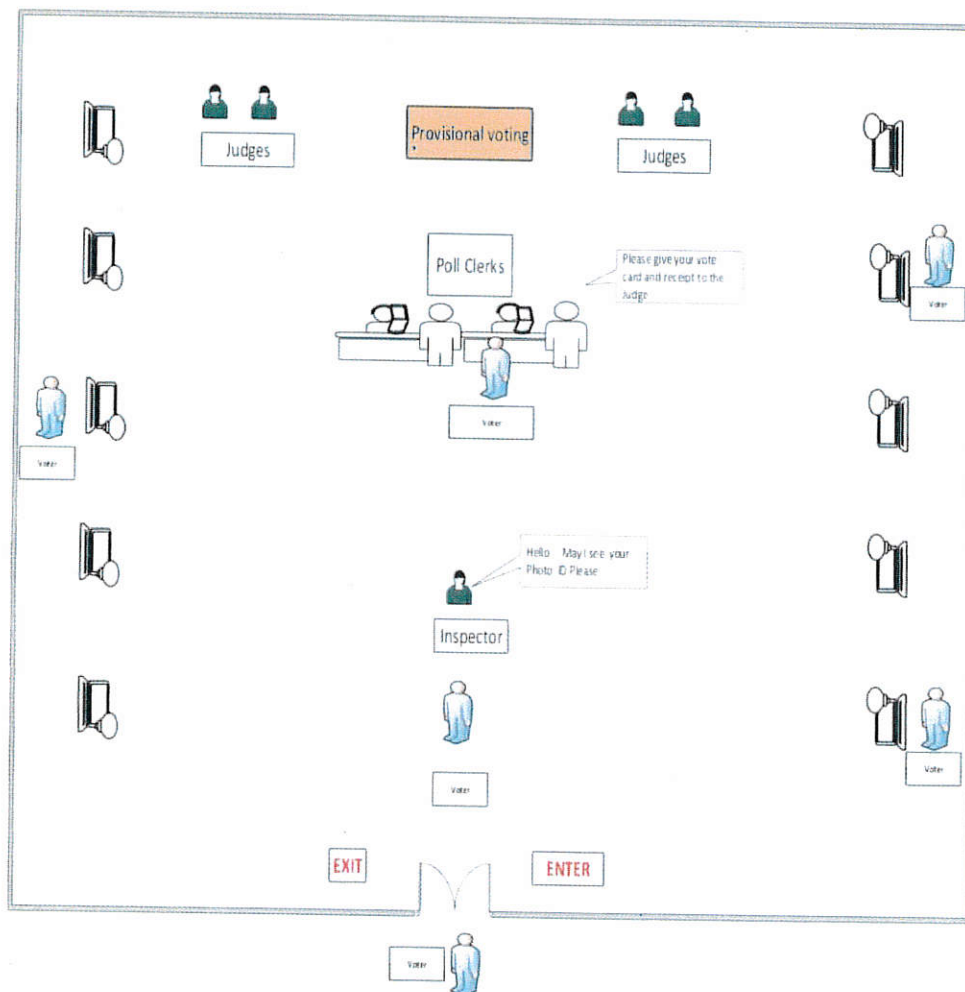 Provisional voting
Judges
Judges
Poll Clerks
Please give your vote
card and receipt to the
Judge
Voter
Voter
Voter
Hello May I see your
Photo ID Please
Inspector
Voter
Voter
EXIT
ENTER
Voter